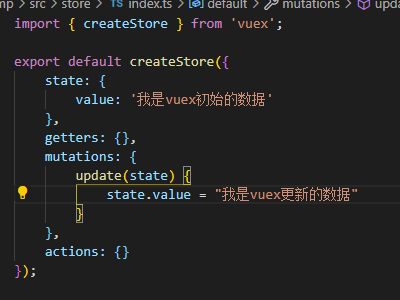 mp > src > store > TS index.ts > default > mutations > upda
import { createStore } from 'vuex';
export default createStore({
state: {
value: '我是vuex初始的数据'
},
getters: {},
mutations: {
update(state) {
state.value = "我是vuex更新的数据"
}
},
actions: {}
});